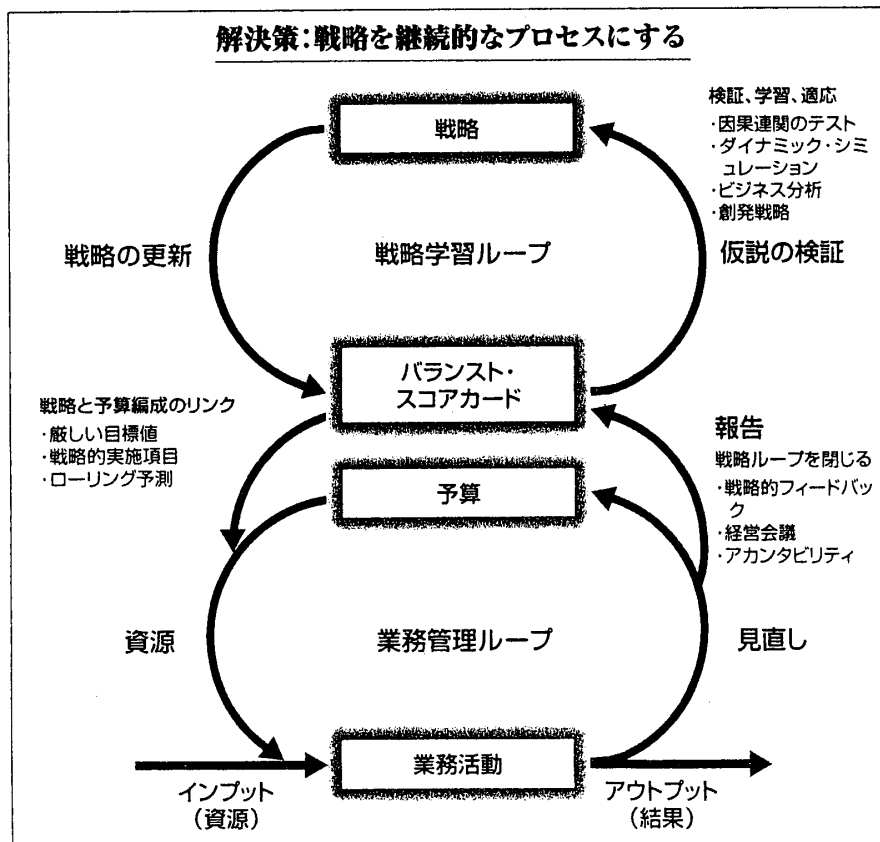 解決策:戦略を継続的なプロセスにする
戦略
検証、学習、適応
・因果連関のテスト
・ダイナミック・シミ
ュレーション
・ビジネス分析
・創発戦略
戦略の更新
戦略学習ループ
仮説の検証
バランスト・
スコアカード
戦略と予算編成のリンク
・厳しい目標値
・戦略的実施項目
・ローリング予測
報告
戦略ループを閉じる
・戦略的フィードバッ
ク
・経営会議
・アカンタビリティ
予算
資源
業務管理ループ
見直し
業務活動
インプット
(資源)
アウトプット
(結果)